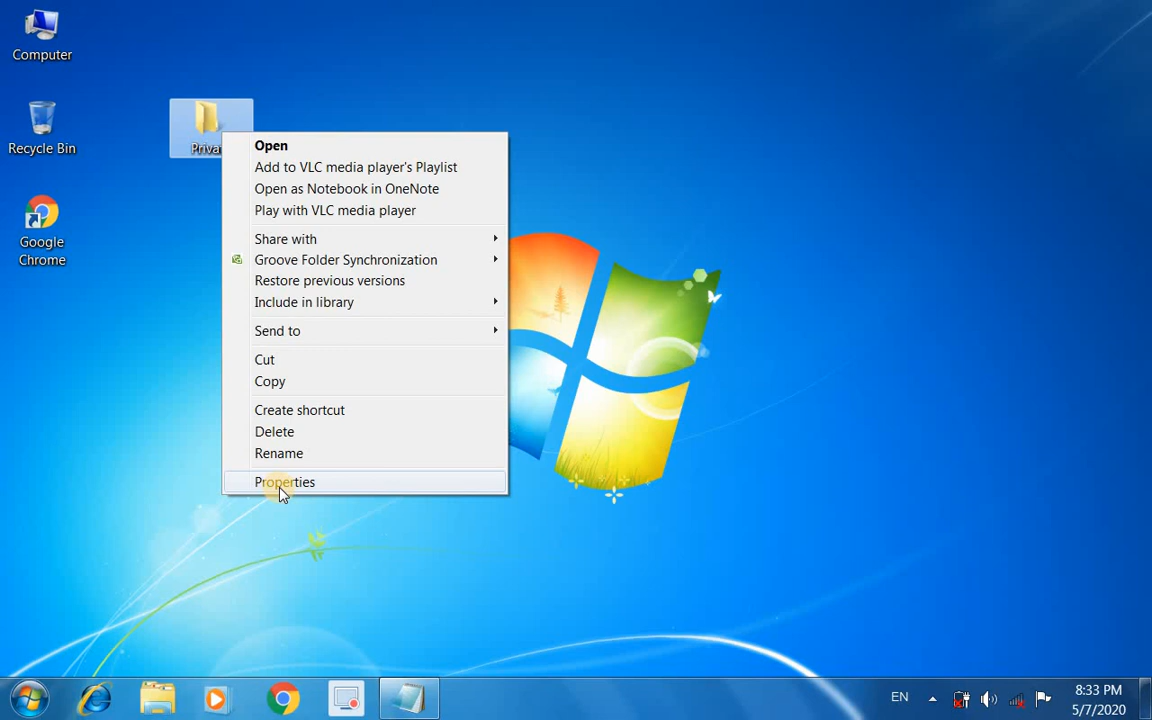 Computer
Recycle Bin
Google
Chrome
Open
Add to VLC media player's Playlist
Open as Notebook in OneNote
Play with VLC media player
Share with
Groove Folder Synchronization
Restore previous versions
Include in library
Send to
Cut
Copy
Create shortcut
Delete
Rename
Properties
EN
8:33 PM
5/7/2020